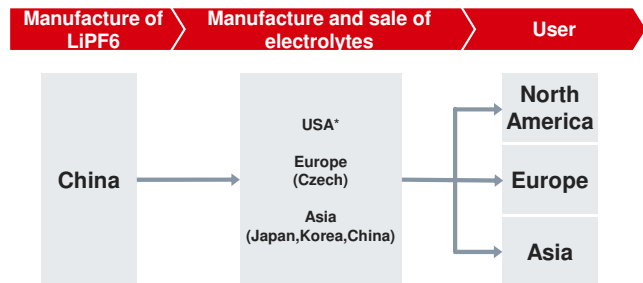 Manufacture of
LiPF6
Manufacture and sale of
electrolytes
User
China
USA*
Europe
(Czech)
Asia
(Japan,Korea,China)
North
America
Europe
Asia